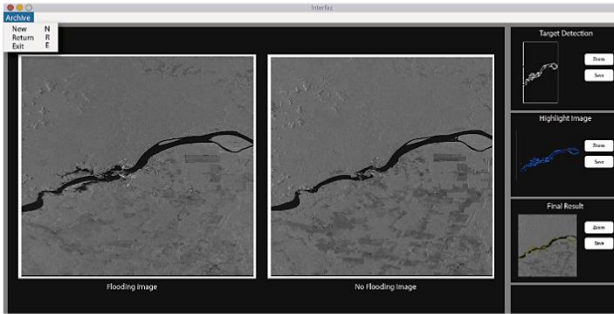 Interfaz
Archive
New N
Return R
Exit E
Flooding Image
No Flooding Image
Target Detection
Zoom
Save
Highlight Image
Zoom
Save
Final Result
Zoom
Save